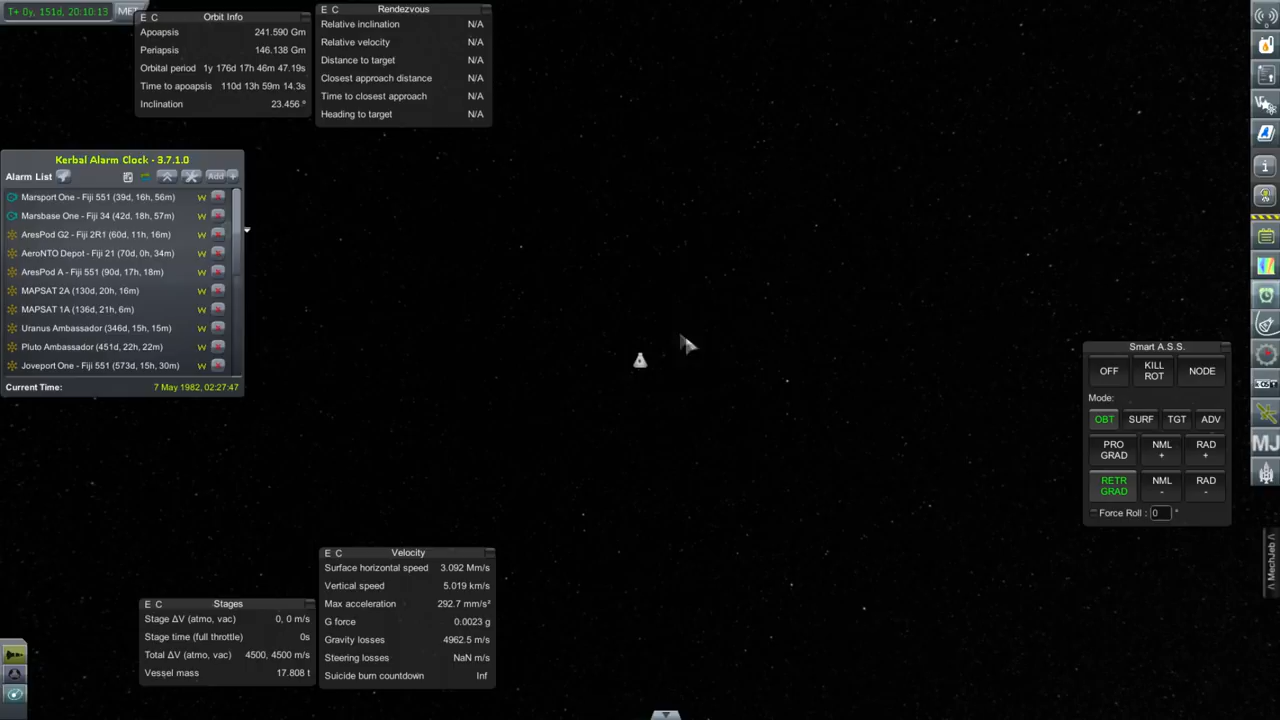 T+ 0y, 151d, 20:10:13
MET
E C Orbit Info
Apoapsis 241.590 Gm
Periapsis 146.138 Gm
Orbital period 1y 176d 17h 46m 47.19s
Time to apoapsis 110d 13h 59m 14.3s
Inclination 23.456 º
E C Rendezvous
Relative inclination N/A
Relative velocity N/A
Distance to target N/A
Closest approach distance N/A
Time to closest approach N/A
Heading to target N/A
Kerbal Alarm Clock - 3.7.1.0
Alarm List Add +
Marsport One - Fiji 551 (39d, 16h, 56m) W
Marsbase One - Fiji 34 (42d, 18h, 57m) W
AresPod G2 - Fiji 2R1 (60d, 11h, 16m) W
AeroNTO Depot - Fiji 21 (70d, 0h, 34m) W
AresPod A - Fiji 551 (90d, 17h, 18m) W
MAPSAT 2A (130d, 20h, 16m) W
MAPSAT 1A (136d, 21h, 6m) W
Uranus Ambassador (346d, 15h, 15m) W
Pluto Ambassador (451d, 22h, 22m) W
Joveport One - Fiji 551 (573d, 15h, 30m) W
Current Time: 7 May 1982, 02:27:47
Smart A.S.S.
OFF KILL ROT NODE
Mode:
OBT SURF TGT ADV
PRO GRAD NML + RAD +
RETR GRAD NML - RAD -
Force Roll : 0 °
MJ
/\ MechJeb /\
E C Stages
Stage ΔV (atmo, vac) 0, 0 m/s
Stage time (full throttle) 0s
Total ΔV (atmo, vac) 4500, 4500 m/s
Vessel mass 17.808 t
E C Velocity
Surface horizontal speed 3.092 Mm/s
Vertical speed 5.019 km/s
Max acceleration 292.7 mm/s²
G force 0.0023 g
Gravity losses 4962.5 m/s
Steering losses NaN m/s
Suicide burn countdown Inf